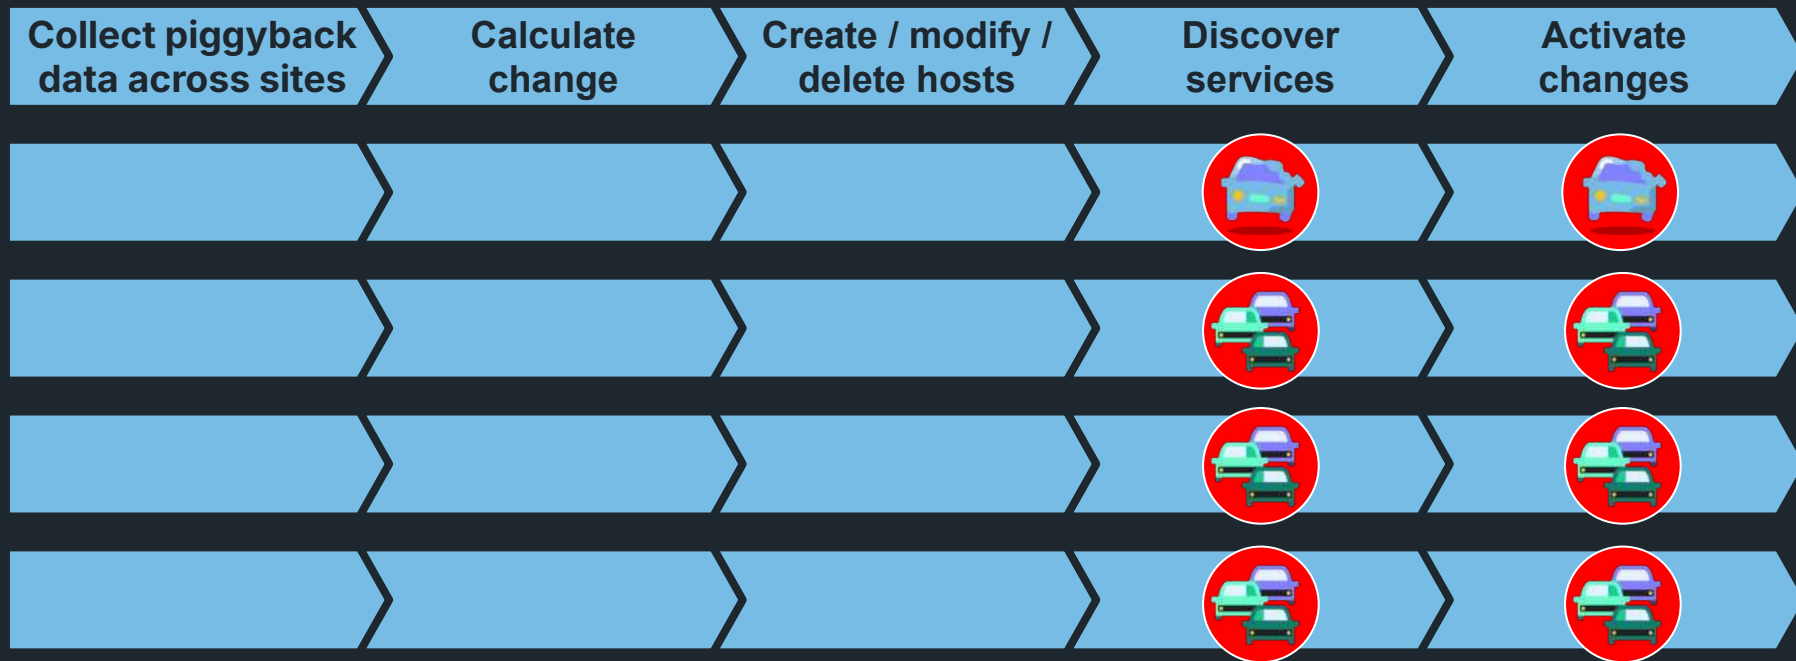 Collect piggyback
data across sites
Calculate
change
Create / modify /
delete hosts
Discover
services
Activate
changes